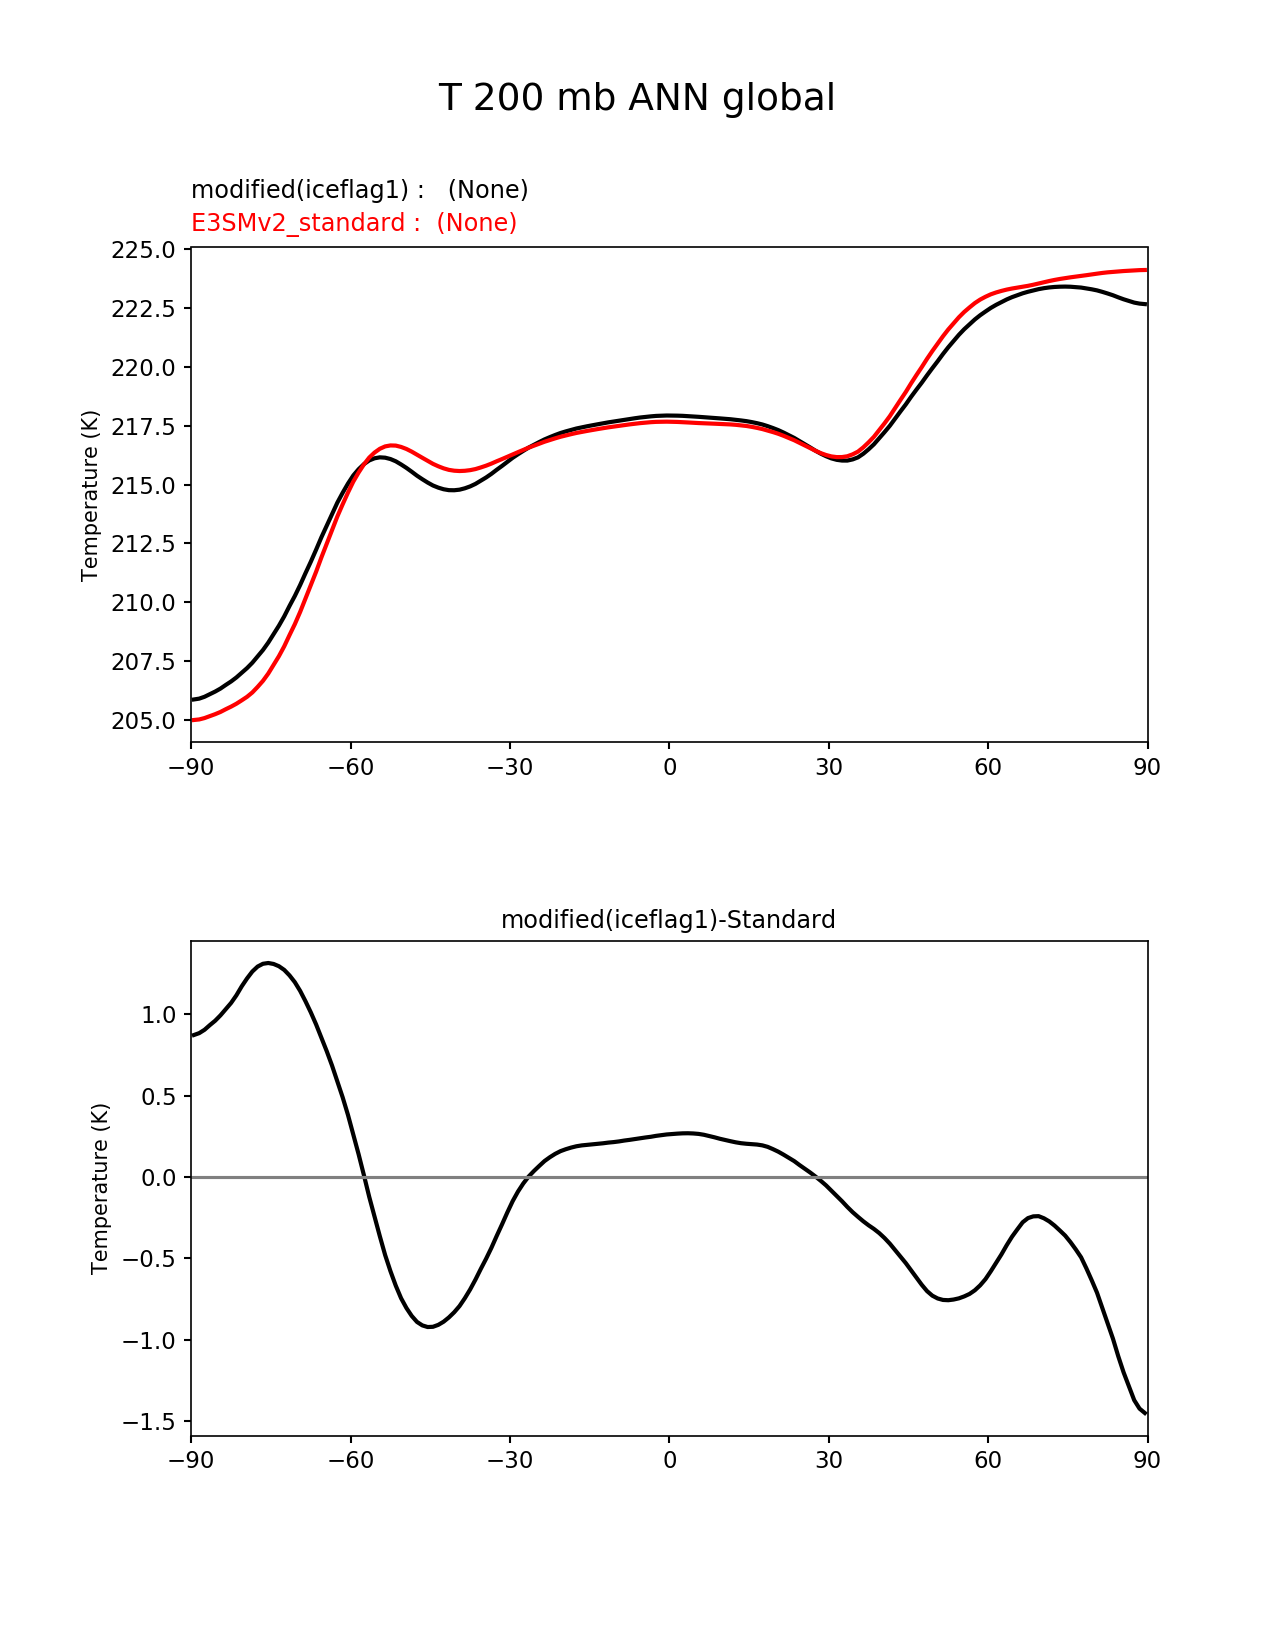 T 200 mb ANN global
modified(iceflag1) :   (None)
E3SMv2_standard :  (None)
225.0
222.5
220.0
217.5
215.0
212.5
210.0
207.5
205.0
Temperature (K)
−90 −60 −30 0 30 60 90
modified(iceflag1)-Standard
1.0
0.5
0.0
−0.5
−1.0
−1.5
Temperature (K)
−90 −60 −30 0 30 60 90